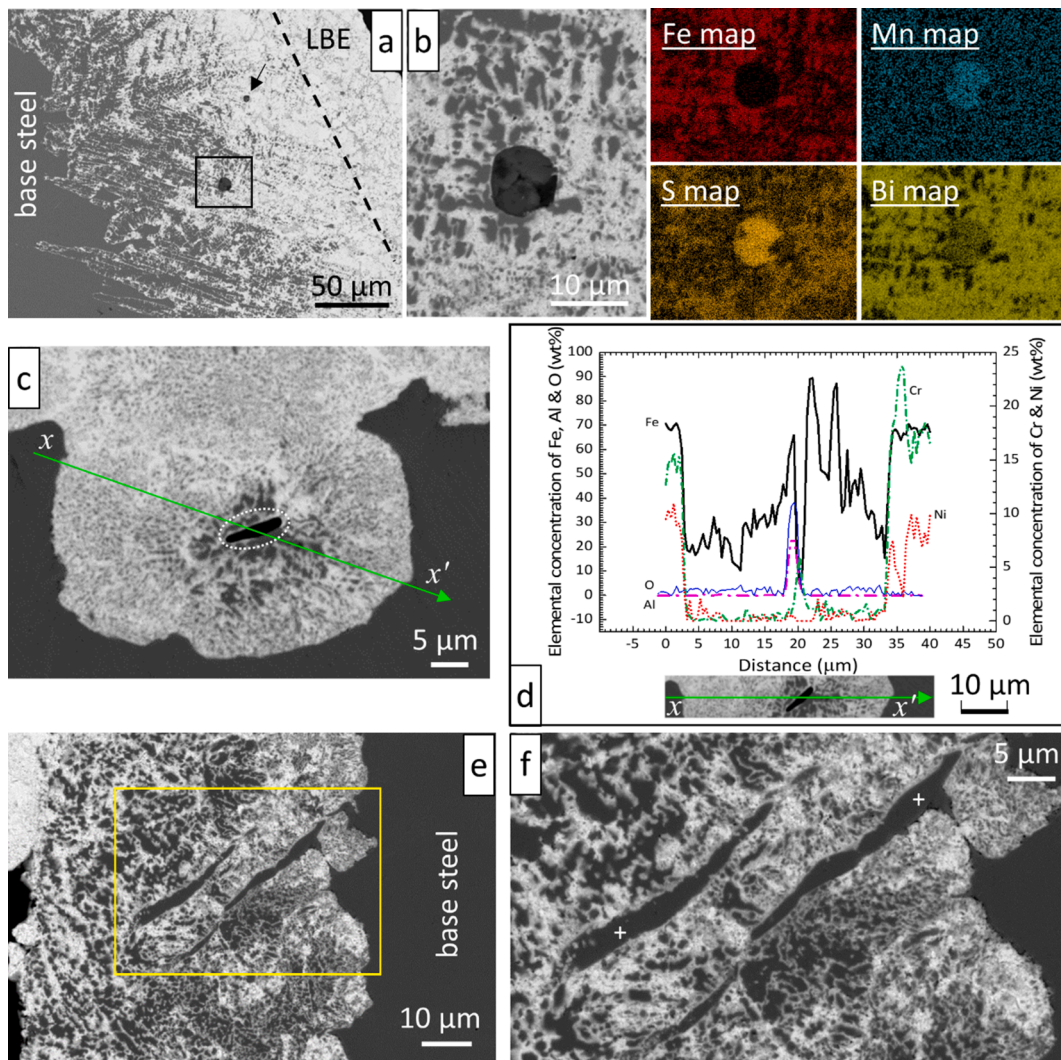 base steel
LBE
a
50 μm
b
10 μm
Fe map
Mn map
S map
Bi map
c
x
x'
5 μm
Elemental concentration of Fe, Al & O (wt%)
100
90
80
70
60
50
40
30
20
10
0
-10
Fe
Cr
Ni
O
Al
25
20
15
10
5
0
Elemental concentration of Cr & Ni (wt%)
-5 0 5 10 15 20 25 30 35 40 45 50
Distance (μm)
d
x
x'
10 μm
e
base steel
10 μm
f
5 μm
+
+